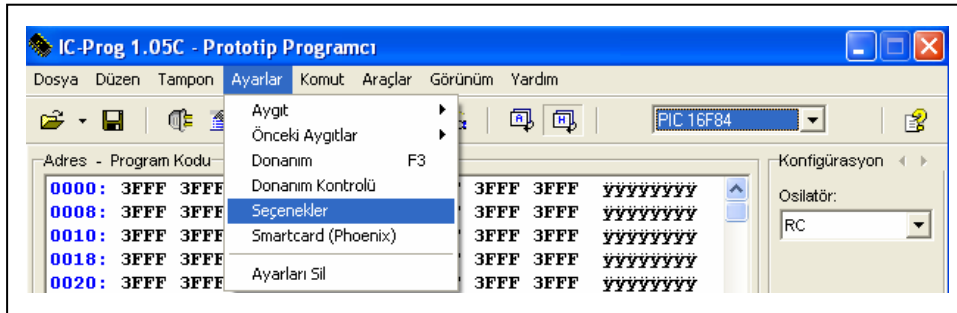 IC-Prog 1.05C - Prototip Programcı
Dosya Düzen Tampon Ayarlar Komut Araçlar Görünüm Yardım
PIC 16F84
Aygıt
Önceki Aygıtlar
Donanım F3
Donanım Kontrolü
Seçenekler
Smartcard (Phoenix)
Ayarları Sil
Adres - Program Kodu
0000: 3FFF 3FFF 3FFF 3FFF ÿÿÿÿÿÿÿÿ
0008: 3FFF 3FFF 3FFF 3FFF ÿÿÿÿÿÿÿÿ
0010: 3FFF 3FFF 3FFF 3FFF ÿÿÿÿÿÿÿÿ
0018: 3FFF 3FFF 3FFF 3FFF ÿÿÿÿÿÿÿÿ
0020: 3FFF 3FFF 3FFF 3FFF ÿÿÿÿÿÿÿÿ
Konfigürasyon
Osilatör:
RC